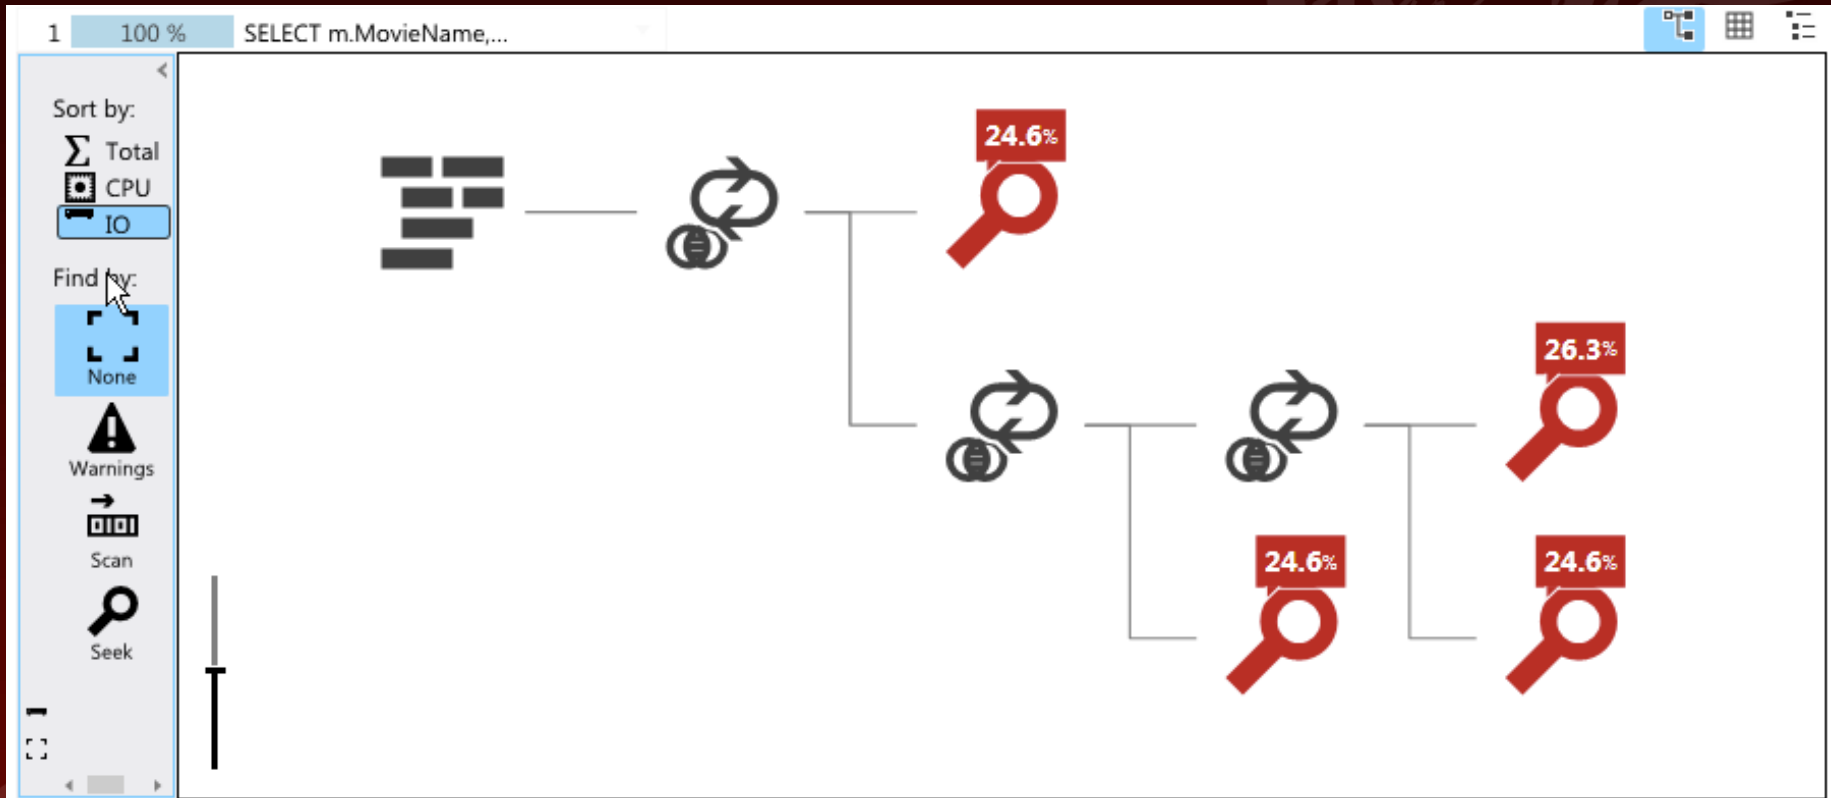 1 100 % SELECT m.MovieName,...
Sort by:
Total
CPU
IO
Find by:
None
Warnings
Scan
Seek
24.6%
26.3%
24.6%
24.6%